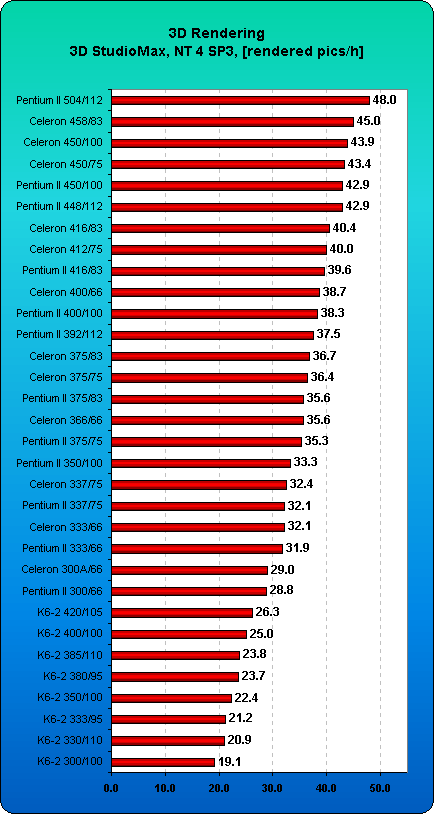 3D Rendering
3D StudioMax, NT 4 SP3, [rendered pics/h]
Pentium II 504/112 48.0
Celeron 458/83 45.0
Celeron 450/100 43.9
Celeron 450/75 43.4
Pentium II 450/100 42.9
Pentium II 448/112 42.9
Celeron 416/83 40.4
Celeron 412/75 40.0
Pentium II 416/83 39.6
Celeron 400/66 38.7
Pentium II 400/100 38.3
Pentium II 392/112 37.5
Celeron 375/83 36.7
Celeron 375/75 36.4
Pentium II 375/83 35.6
Celeron 366/66 35.6
Pentium II 375/75 35.3
Pentium II 350/100 33.3
Celeron 337/75 32.4
Pentium II 337/75 32.1
Celeron 333/66 32.1
Pentium II 333/66 31.9
Celeron 300A/66 29.0
Pentium II 300/66 28.8
K6-2 420/105 26.3
K6-2 400/100 25.0
K6-2 385/110 23.8
K6-2 380/95 23.7
K6-2 350/100 22.4
K6-2 333/95 21.2
K6-2 330/110 20.9
K6-2 300/100 19.1
0.0 10.0 20.0 30.0 40.0 50.0